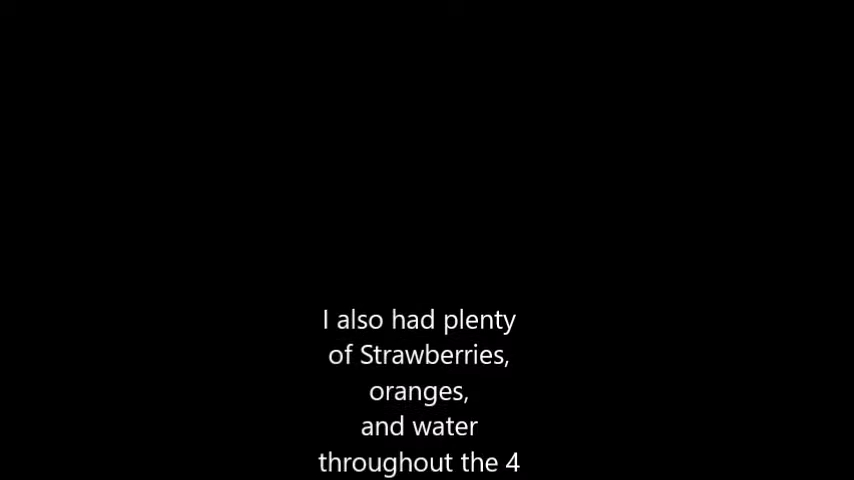 I also had plenty
of Strawberries,
oranges,
and water
throughout the 4